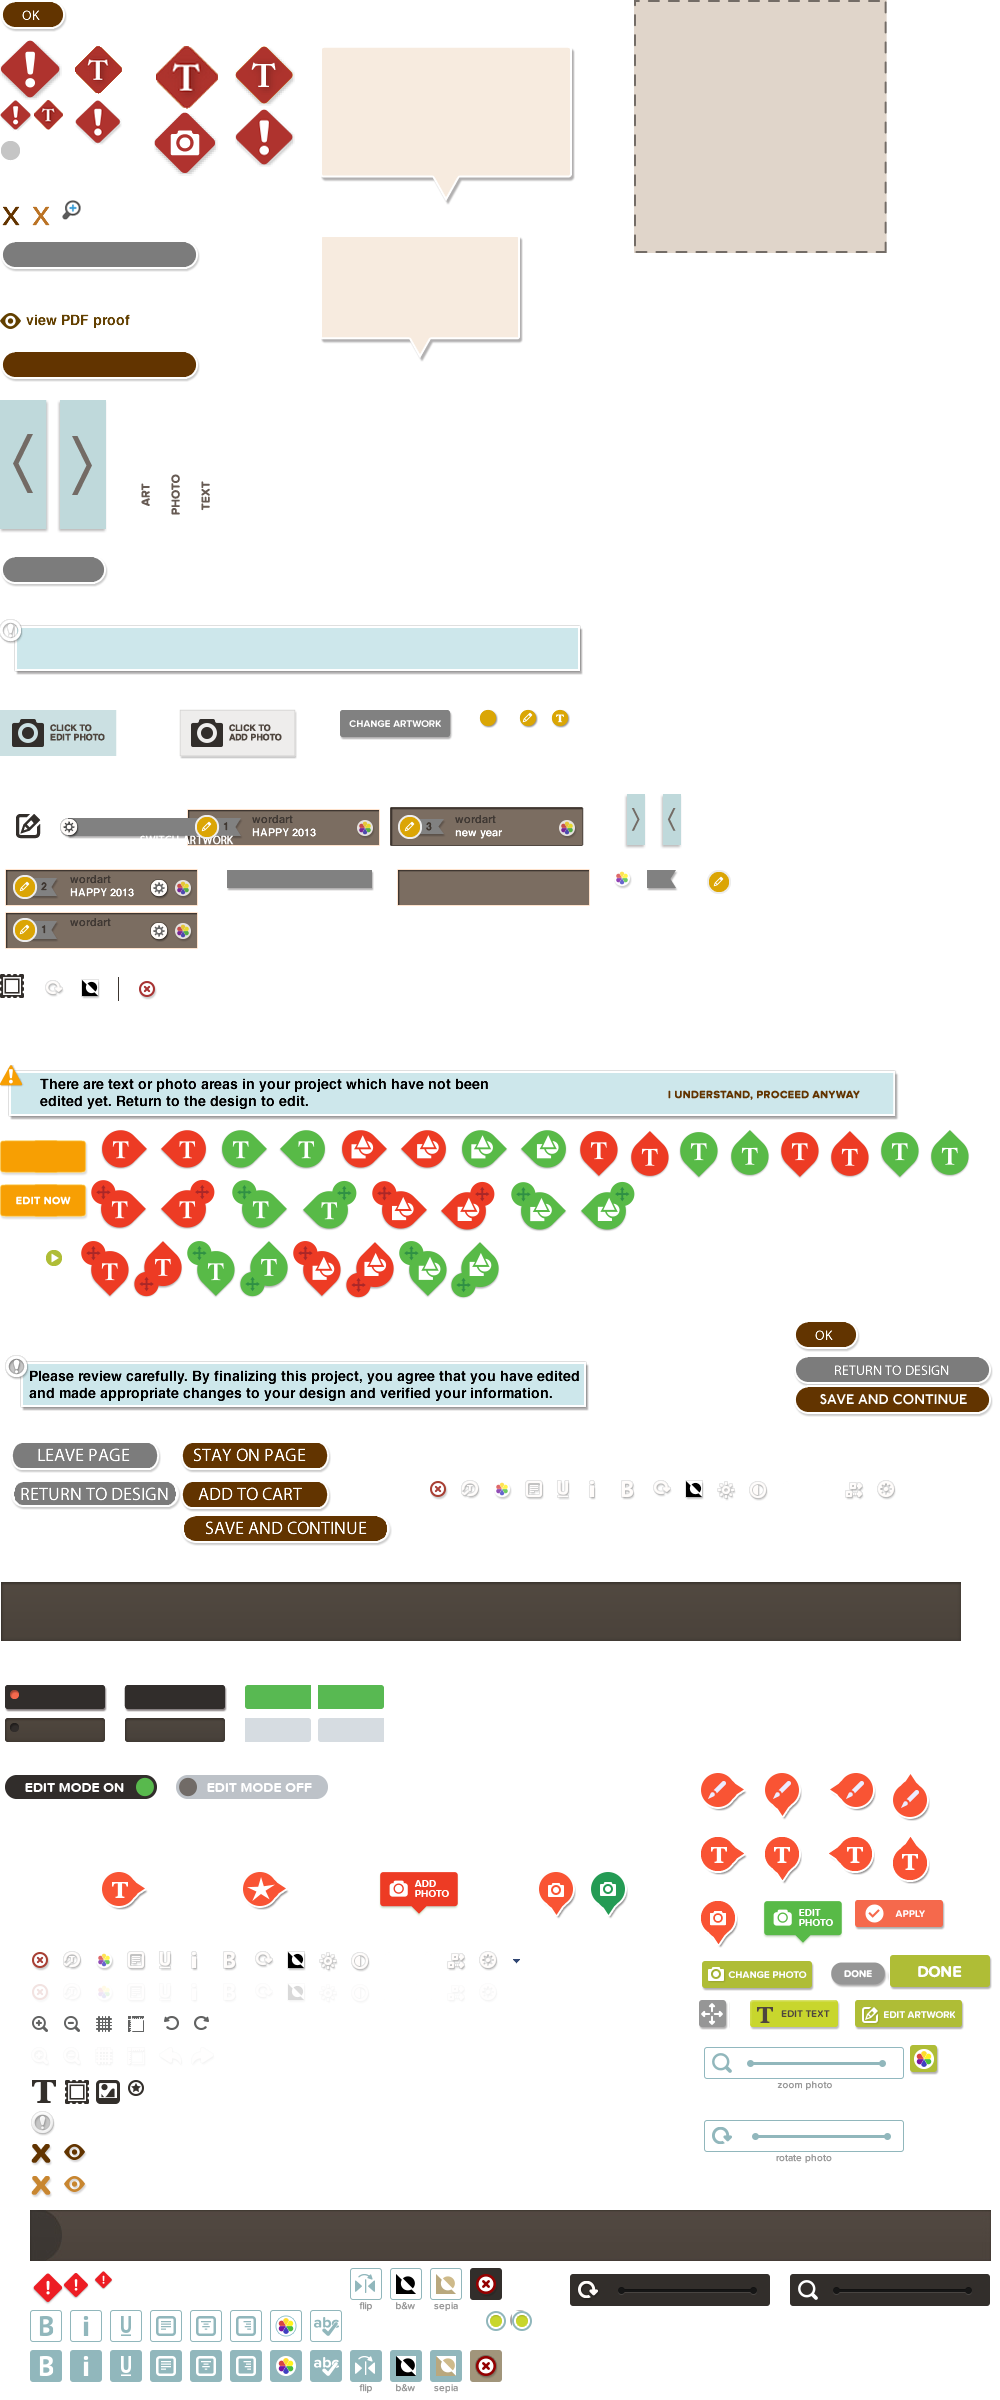 OK
T
T
T
T
X X
view PDF proof
ART
PHOTO
TEXT
CLICK TO
EDIT PHOTO
CLICK TO
ADD PHOTO
CHANGE ARTWORK
T
SWITCH ARTWORK
1
wordart
HAPPY 2013
3
wordart
new year
2
wordart
HAPPY 2013
1
wordart
There are text or photo areas in your project which have not been
edited yet. Return to the design to edit.
I UNDERSTAND, PROCEED ANYWAY
T T T T T T T T T T T T
EDIT NOW
T T T T
T T T T
OK
RETURN TO DESIGN
SAVE AND CONTINUE
Please review carefully. By finalizing this project, you agree that you have edited
and made appropriate changes to your design and verified your information.
LEAVE PAGE
STAY ON PAGE
RETURN TO DESIGN
ADD TO CART
SAVE AND CONTINUE
U i B
EDIT MODE ON
EDIT MODE OFF
T T T T
T
ADD
PHOTO
EDIT
PHOTO
APPLY
CHANGE PHOTO
DONE
DONE
U i B
T EDIT TEXT
EDIT ARTWORK
zoom photo
T
rotate photo
flip
b&w
sepia
B i U abc
B i U abc
flip
b&w
sepia